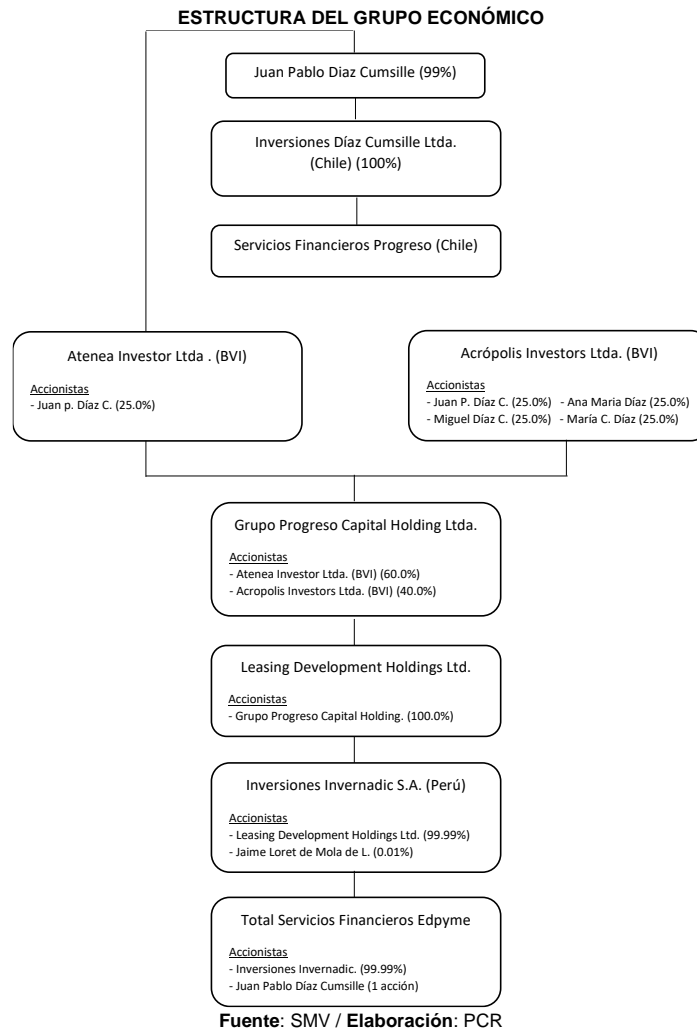 ESTRUCTURA DEL GRUPO ECONÓMICO
Juan Pablo Diaz Cumsille (99%)
Inversiones Díaz Cumsille Ltda.
(Chile) (100%)
Servicios Financieros Progreso (Chile)
Atenea Investor Ltda . (BVI)
Accionistas
- Juan p. Díaz C. (25.0%)
Acrópolis Investors Ltda. (BVI)
Accionistas
- Juan P. Díaz C. (25.0%) - Ana Maria Díaz (25.0%)
- Miguel Díaz C. (25.0%) - María C. Díaz (25.0%)
Grupo Progreso Capital Holding Ltda.
Accionistas
- Atenea Investor Ltda. (BVI) (60.0%)
- Acropolis Investors Ltda. (BVI) (40.0%)
Leasing Development Holdings Ltd.
Accionistas
- Grupo Progreso Capital Holding. (100.0%)
Inversiones Invernadic S.A. (Perú)
Accionistas
- Leasing Development Holdings Ltd. (99.99%)
- Jaime Loret de Mola de L. (0.01%)
Total Servicios Financieros Edpyme
Accionistas
- Inversiones Invernadic. (99.99%)
- Juan Pablo Díaz Cumsille (1 acción)
Fuente: SMV / Elaboración: PCR